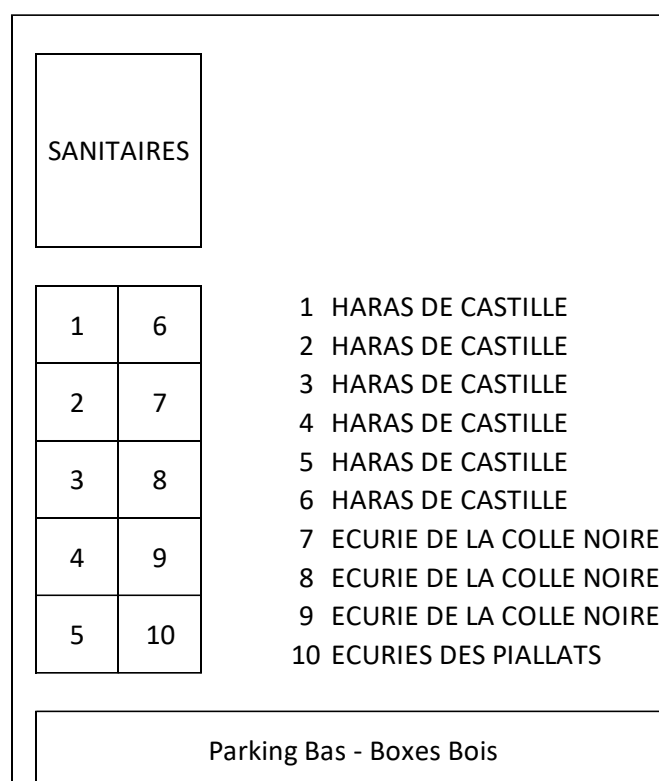 SANITAIRES
1 6
2 7
3 8
4 9
5 10
1 HARAS DE CASTILLE
2 HARAS DE CASTILLE
3 HARAS DE CASTILLE
4 HARAS DE CASTILLE
5 HARAS DE CASTILLE
6 HARAS DE CASTILLE
7 ECURIE DE LA COLLE NOIRE
8 ECURIE DE LA COLLE NOIRE
9 ECURIE DE LA COLLE NOIRE
10 ECURIES DES PIALLATS
Parking Bas - Boxes Bois